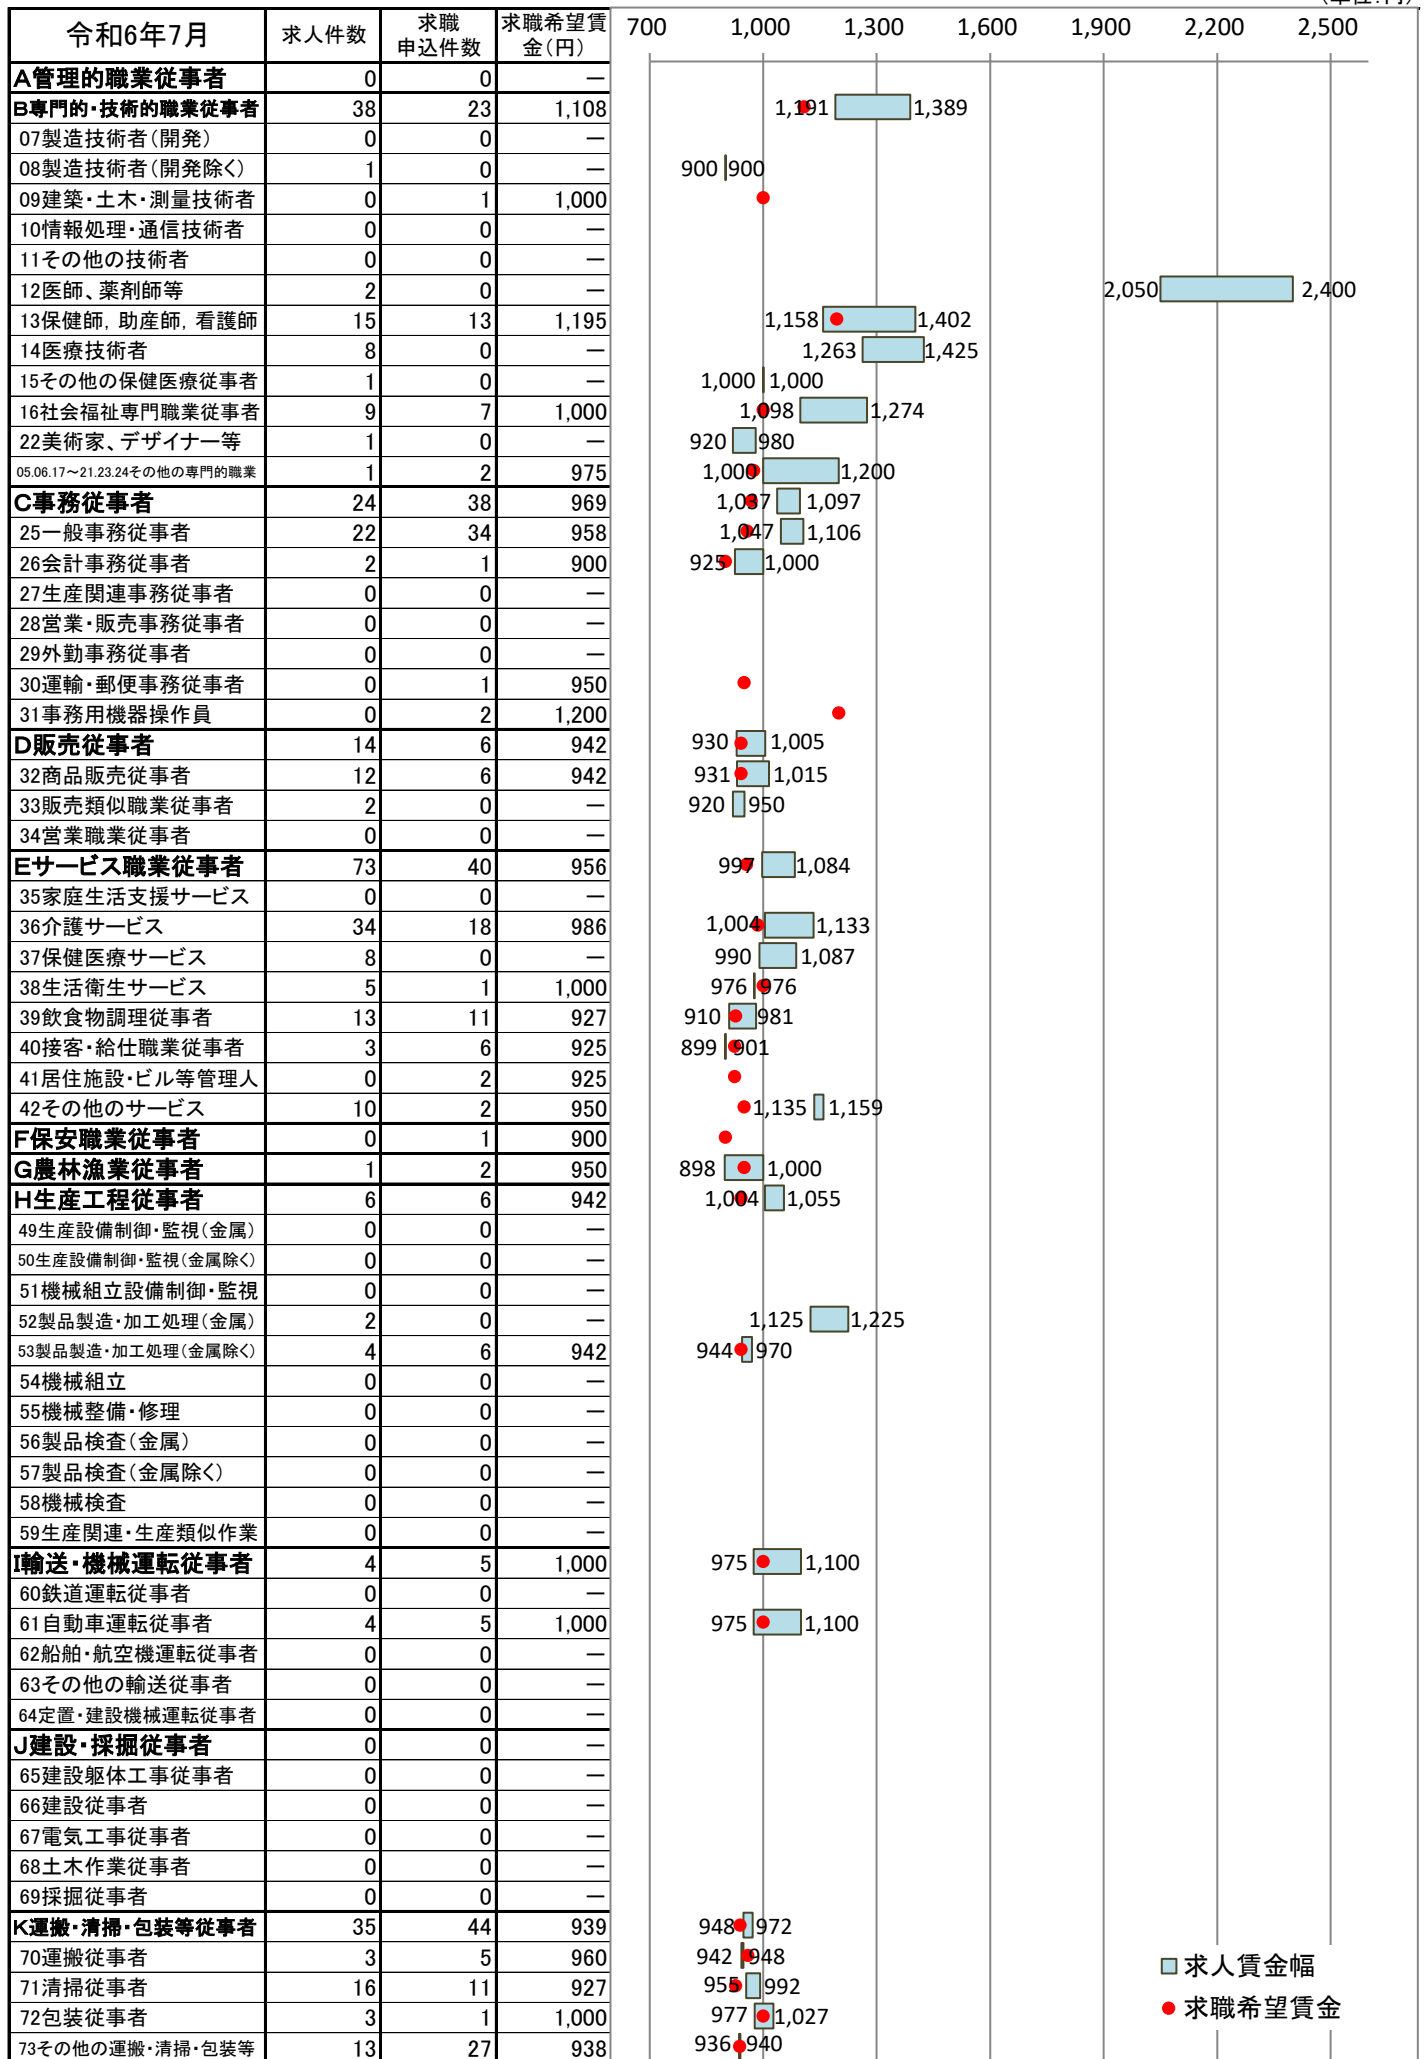 (単位:円)
令和6年7月 求人件数 求職申込件数 求職希望賃金(円) 700 1,000 1,300 1,600 1,900 2,200 2,500
A管理的職業従事者 0 0 ―
B専門的・技術的職業従事者 38 23 1,108 1,191 1,389
07製造技術者(開発) 0 0 ―
08製造技術者(開発除く) 1 0 ― 900 900
09建築・土木・測量技術者 0 1 1,000
10情報処理・通信技術者 0 0 ―
11その他の技術者 0 0 ―
12医師、薬剤師等 2 0 ― 2,050 2,400
13保健師, 助産師, 看護師 15 13 1,195 1,158 1,402
14医療技術者 8 0 ― 1,263 1,425
15その他の保健医療従事者 1 0 ― 1,000 1,000
16社会福祉専門職業従事者 9 7 1,000 1,098 1,274
22美術家、デザイナー等 1 0 ― 920 980
05.06.17~21.23.24その他の専門的職業 1 2 975 1,000 1,200
C事務従事者 24 38 969 1,037 1,097
25一般事務従事者 22 34 958 1,047 1,106
26会計事務従事者 2 1 900 925 1,000
27生産関連事務従事者 0 0 ―
28営業・販売事務従事者 0 0 ―
29外勤事務従事者 0 0 ―
30運輸・郵便事務従事者 0 1 950
31事務用機器操作員 0 2 1,200
D販売従事者 14 6 942 930 1,005
32商品販売従事者 12 6 942 931 1,015
33販売類似職業従事者 2 0 ― 920 950
34営業職業従事者 0 0 ―
Eサービス職業従事者 73 40 956 997 1,084
35家庭生活支援サービス 0 0 ―
36介護サービス 34 18 986 1,004 1,133
37保健医療サービス 8 0 ― 990 1,087
38生活衛生サービス 5 1 1,000 976 976
39飲食物調理従事者 13 11 927 910 981
40接客・給仕職業従事者 3 6 925 899 901
41居住施設・ビル等管理人 0 2 925
42その他のサービス 10 2 950 1,135 1,159
F保安職業従事者 0 1 900
G農林漁業従事者 1 2 950 898 1,000
H生産工程従事者 6 6 942 1,004 1,055
49生産設備制御・監視(金属) 0 0 ―
50生産設備制御・監視(金属除く) 0 0 ―
51機械組立設備制御・監視 0 0 ―
52製品製造・加工処理(金属) 2 0 ― 1,125 1,225
53製品製造・加工処理(金属除く) 4 6 942 944 970
54機械組立 0 0 ―
55機械整備・修理 0 0 ―
56製品検査(金属) 0 0 ―
57製品検査(金属除く) 0 0 ―
58機械検査 0 0 ―
59生産関連・生産類似作業 0 0 ―
I輸送・機械運転従事者 4 5 1,000 975 1,100
60鉄道運転従事者 0 0 ―
61自動車運転従事者 4 5 1,000 975 1,100
62船舶・航空機運転従事者 0 0 ―
63その他の輸送従事者 0 0 ―
64定置・建設機械運転従事者 0 0 ―
J建設・採掘従事者 0 0 ―
65建設躯体工事従事者 0 0 ―
66建設従事者 0 0 ―
67電気工事従事者 0 0 ―
68土木作業従事者 0 0 ―
69採掘従事者 0 0 ―
K運搬・清掃・包装等従事者 35 44 939 948 972
70運搬従事者 3 5 960 942 948
71清掃従事者 16 11 927 955 992
72包装従事者 3 1 1,000 977 1,027
73その他の運搬・清掃・包装等 13 27 938 936 940
求人賃金幅
求職希望賃金